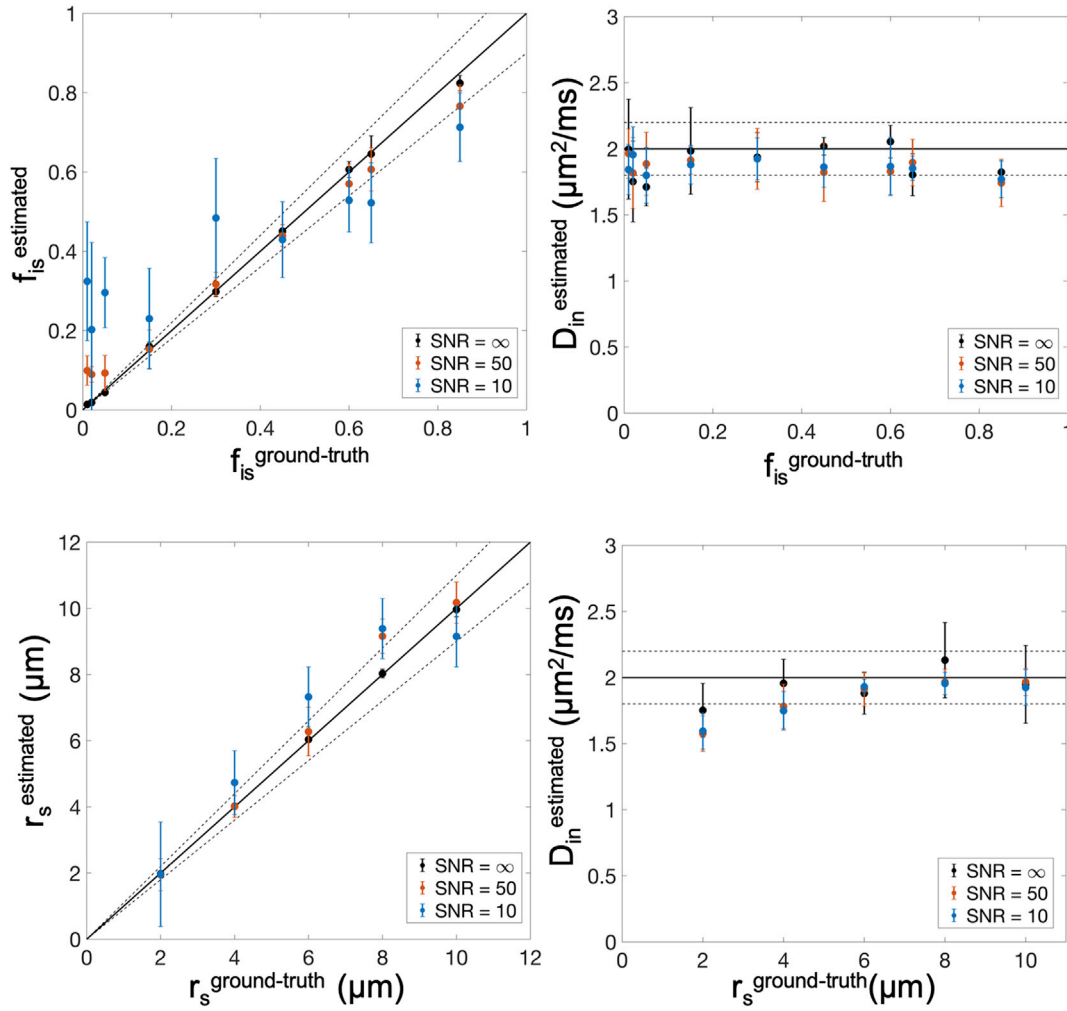 1
0.8
0.6
0.4
0.2
0
f_is^estimated
0 0.2 0.4 0.6 0.8 1
f_is^ground-truth
SNR = ∞
SNR = 50
SNR = 10
3
2.5
2
1.5
1
0.5
0
D_in^estimated (µm²/ms)
0 0.2 0.4 0.6 0.8 1
f_is^ground-truth
SNR = ∞
SNR = 50
SNR = 10
12
10
8
6
4
2
0
r_s^estimated (µm)
0 2 4 6 8 10 12
r_s^ground-truth (µm)
SNR = ∞
SNR = 50
SNR = 10
3
2.5
2
1.5
1
0.5
0
D_in^estimated (µm²/ms)
2 4 6 8 10
r_s^ground-truth(µm)
SNR = ∞
SNR = 50
SNR = 10